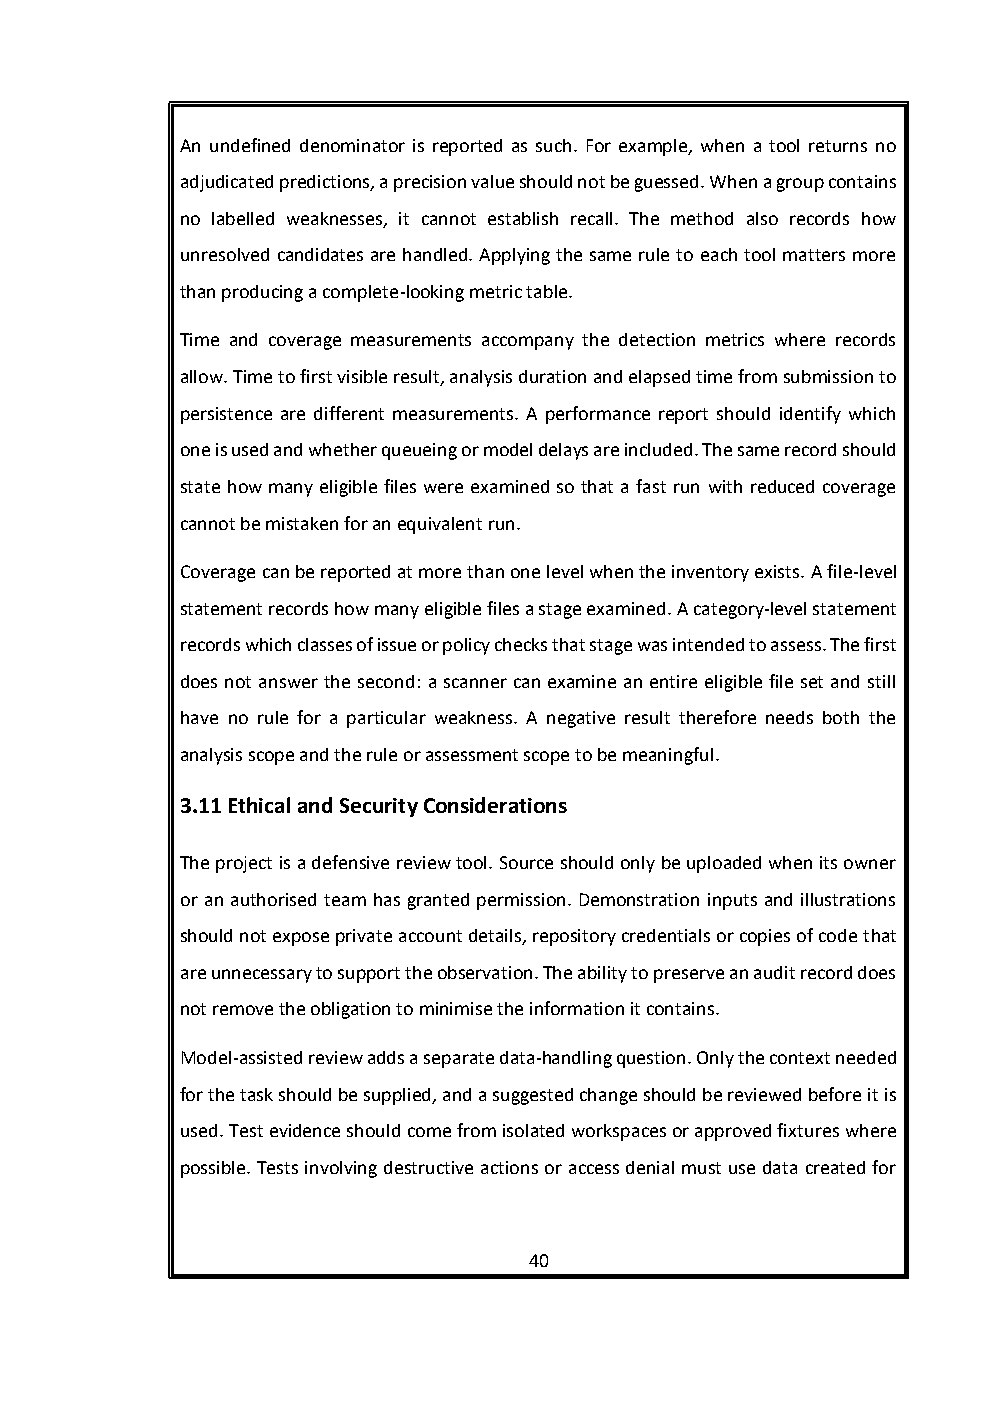 An undefined denominator is reported as such. For example, when a tool returns no
adjudicated predictions, a precision value should not be guessed. When a group contains
no labelled weaknesses, it cannot establish recall. The method also records how
unresolved candidates are handled. Applying the same rule to each tool matters more
than producing a complete-looking metric table.
Time and coverage measurements accompany the detection metrics where records
allow. Time to first visible result, analysis duration and elapsed time from submission to
persistence are different measurements. A performance report should identify which
one is used and whether queueing or model delays are included. The same record should
state how many eligible files were examined so that a fast run with reduced coverage
cannot be mistaken for an equivalent run.
Coverage can be reported at more than one level when the inventory exists. A file-level
statement records how many eligible files a stage examined. A category-level statement
records which classes of issue or policy checks that stage was intended to assess. The first
does not answer the second: a scanner can examine an entire eligible file set and still
have no rule for a particular weakness. A negative result therefore needs both the
analysis scope and the rule or assessment scope to be meaningful.
3.11 Ethical and Security Considerations
The project is a defensive review tool. Source should only be uploaded when its owner
or an authorised team has granted permission. Demonstration inputs and illustrations
should not expose private account details, repository credentials or copies of code that
are unnecessary to support the observation. The ability to preserve an audit record does
not remove the obligation to minimise the information it contains.
Model-assisted review adds a separate data-handling question. Only the context needed
for the task should be supplied, and a suggested change should be reviewed before it is
used. Test evidence should come from isolated workspaces or approved fixtures where
possible. Tests involving destructive actions or access denial must use data created for
40